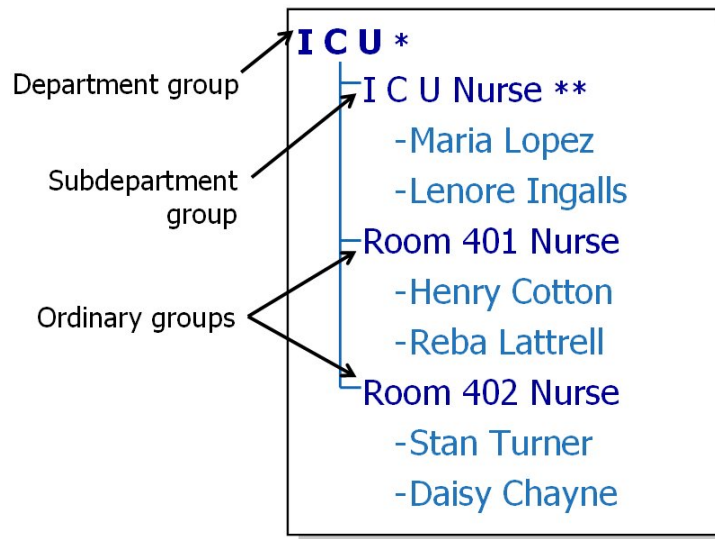 I C U *
Department group
I C U Nurse **
-Maria Lopez
Subdepartment
group
-Lenore Ingalls
Room 401 Nurse
-Henry Cotton
Ordinary groups
-Reba Lattrell
Room 402 Nurse
-Stan Turner
-Daisy Chayne